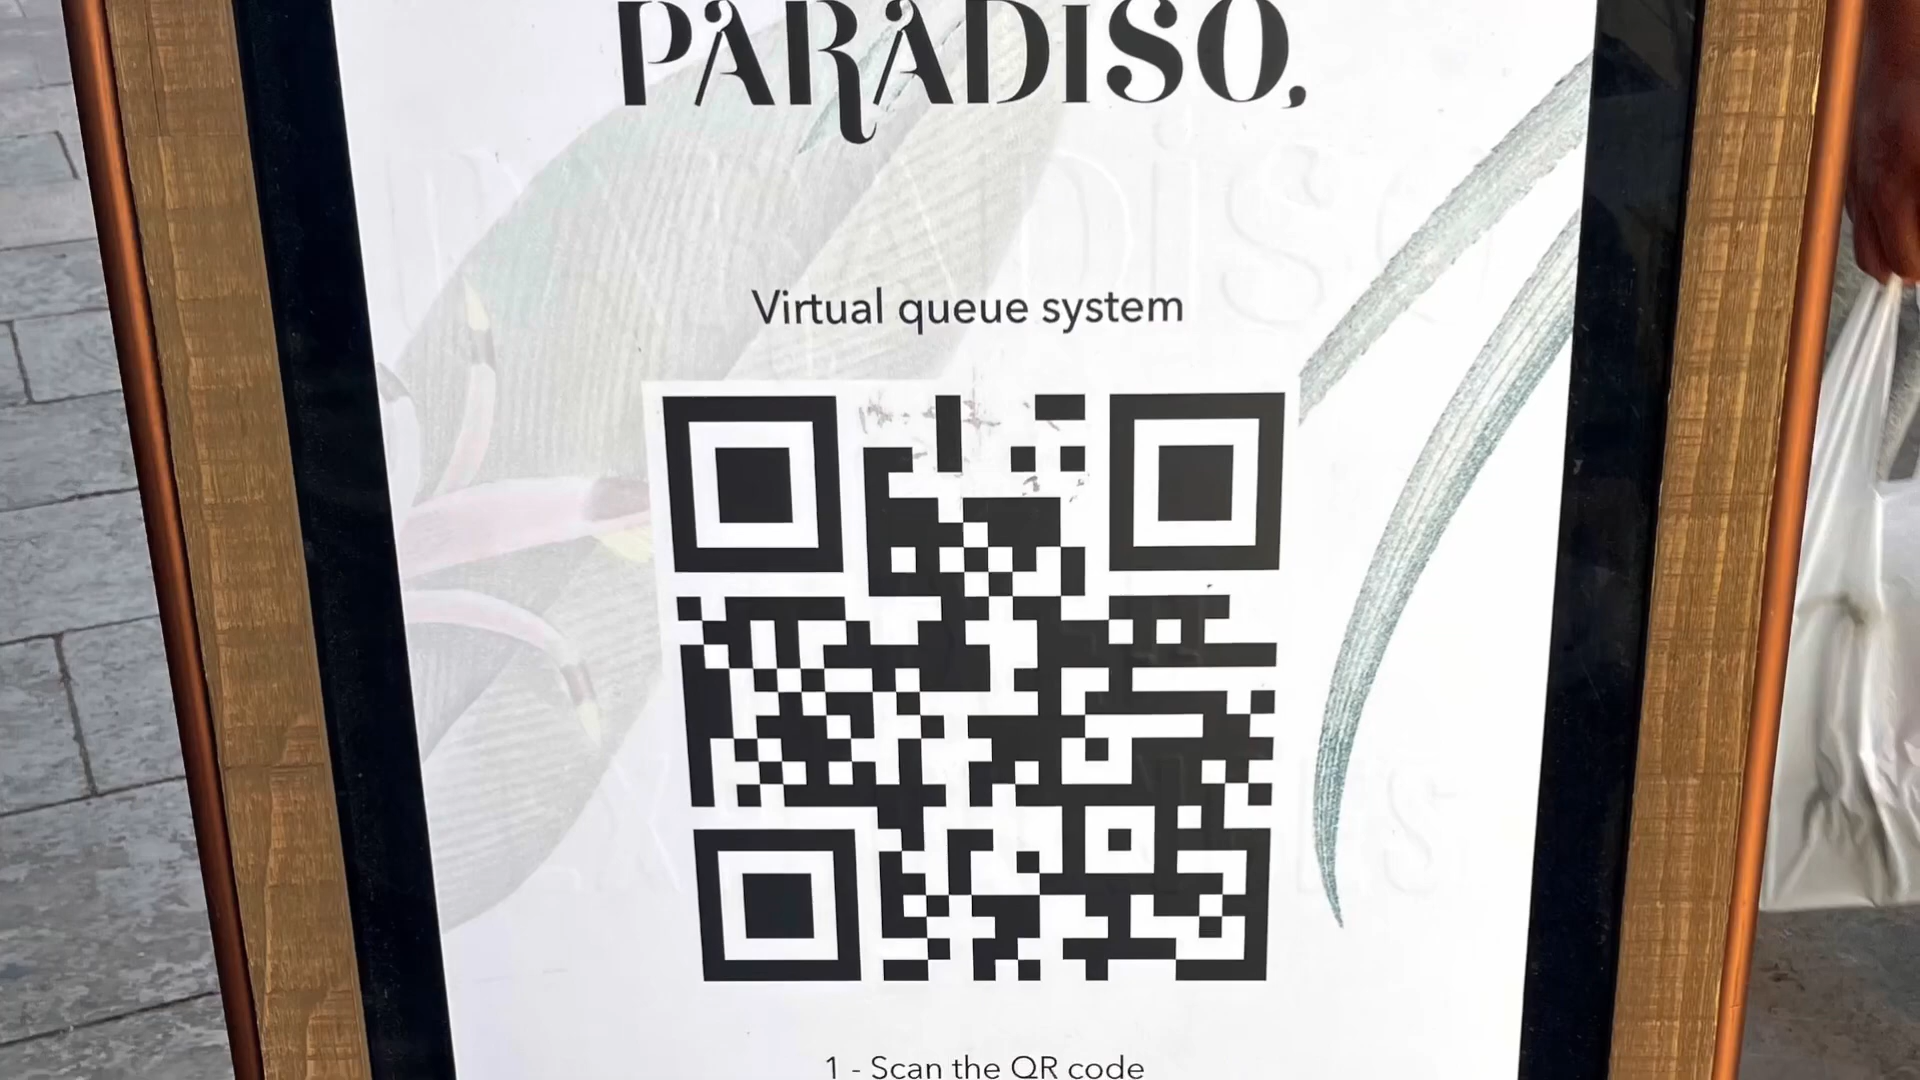 PARADISO,
Virtual queue system
1 - Scan the QR code